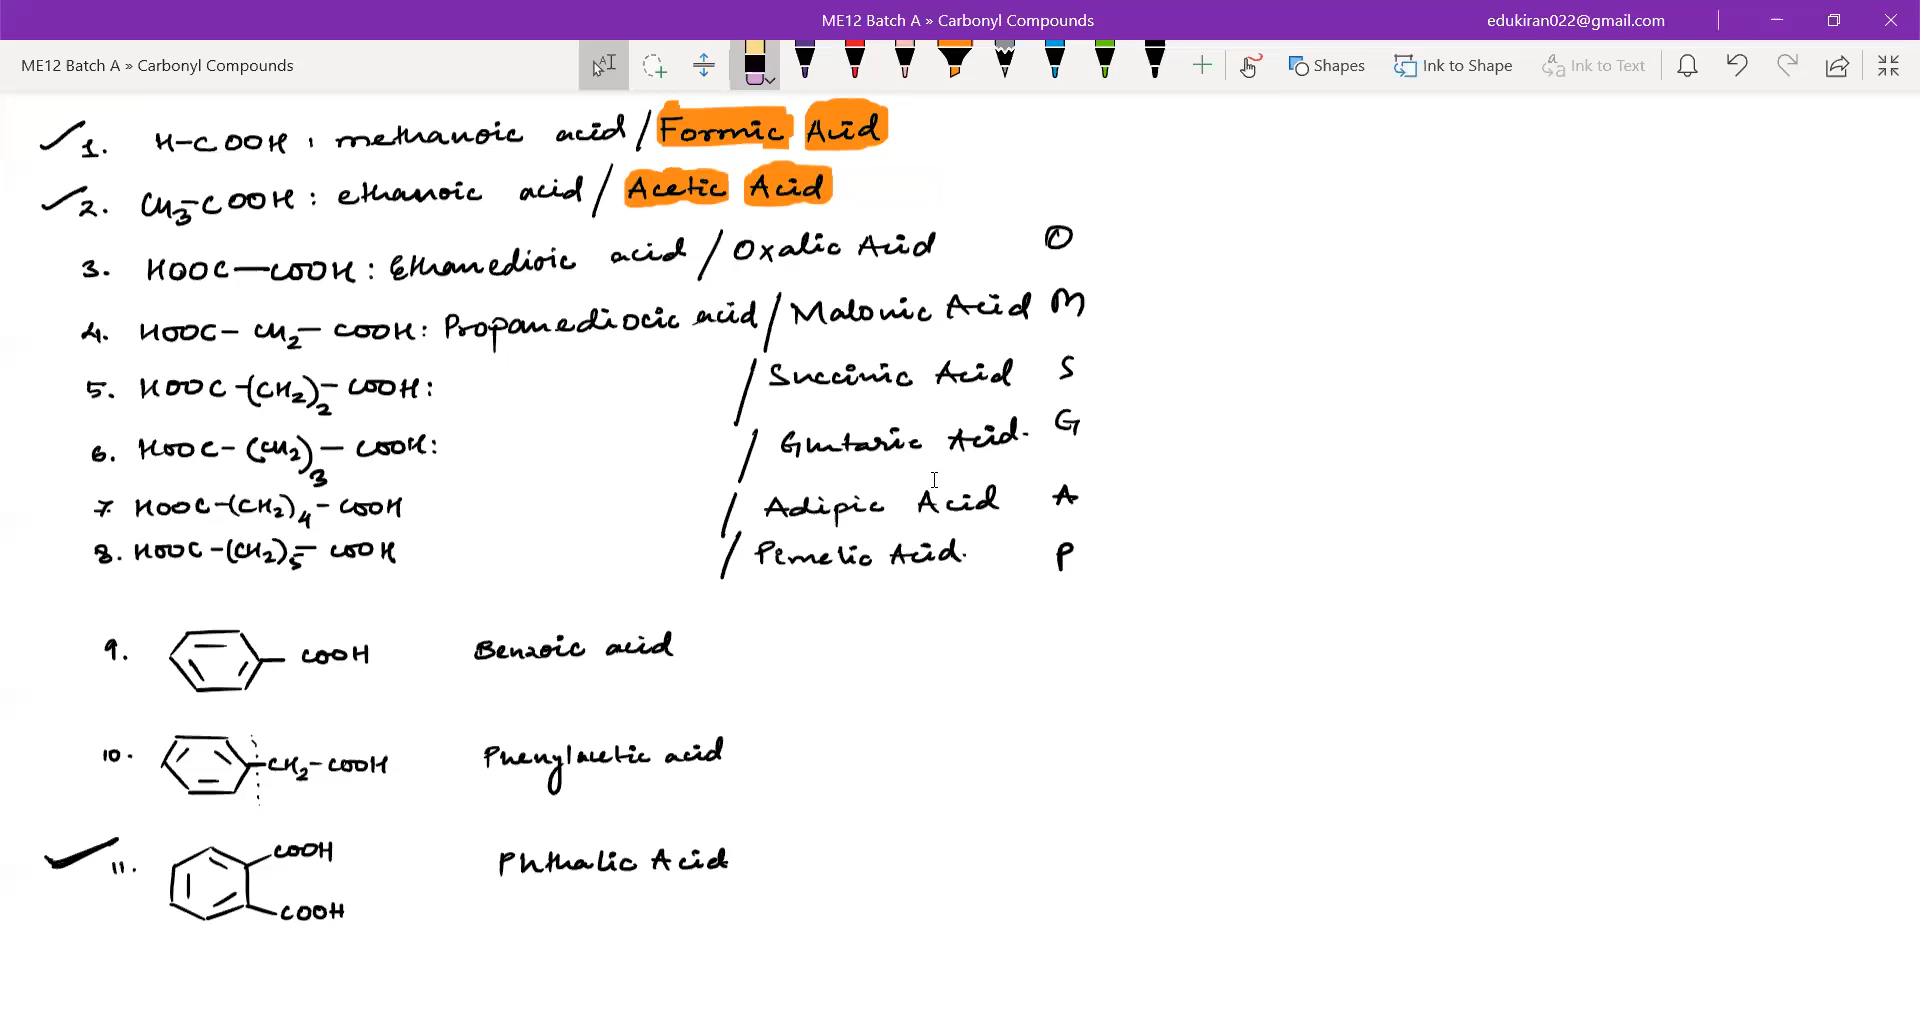 ME12 Batch A » Carbonyl Compounds
edukiran022@gmail.com
ME12 Batch A » Carbonyl Compounds
Shapes
Ink to Shape
Ink to Text
1. H-COOH : methanoic acid / Formic Acid
2. CH3-COOH : ethanoic acid / Acetic Acid
3. HOOC—COOH : Ethanedioic acid / Oxalic Acid O
4. HOOC-CH2-COOH : Propanediocic acid / Malonic Acid M
5. HOOC-(CH2)2-COOH : / Succinic Acid S
6. HOOC-(CH2)3-COOH : / Glutaric Acid. G
7 HOOC-(CH2)4-COOH / Adipic Acid A
8. HOOC-(CH2)5-COOH / Pimelic Acid. P
9. -COOH Benzoic acid
10. -CH2-COOH Phenylacetic acid
11. -COOH Phthalic Acid
-COOH